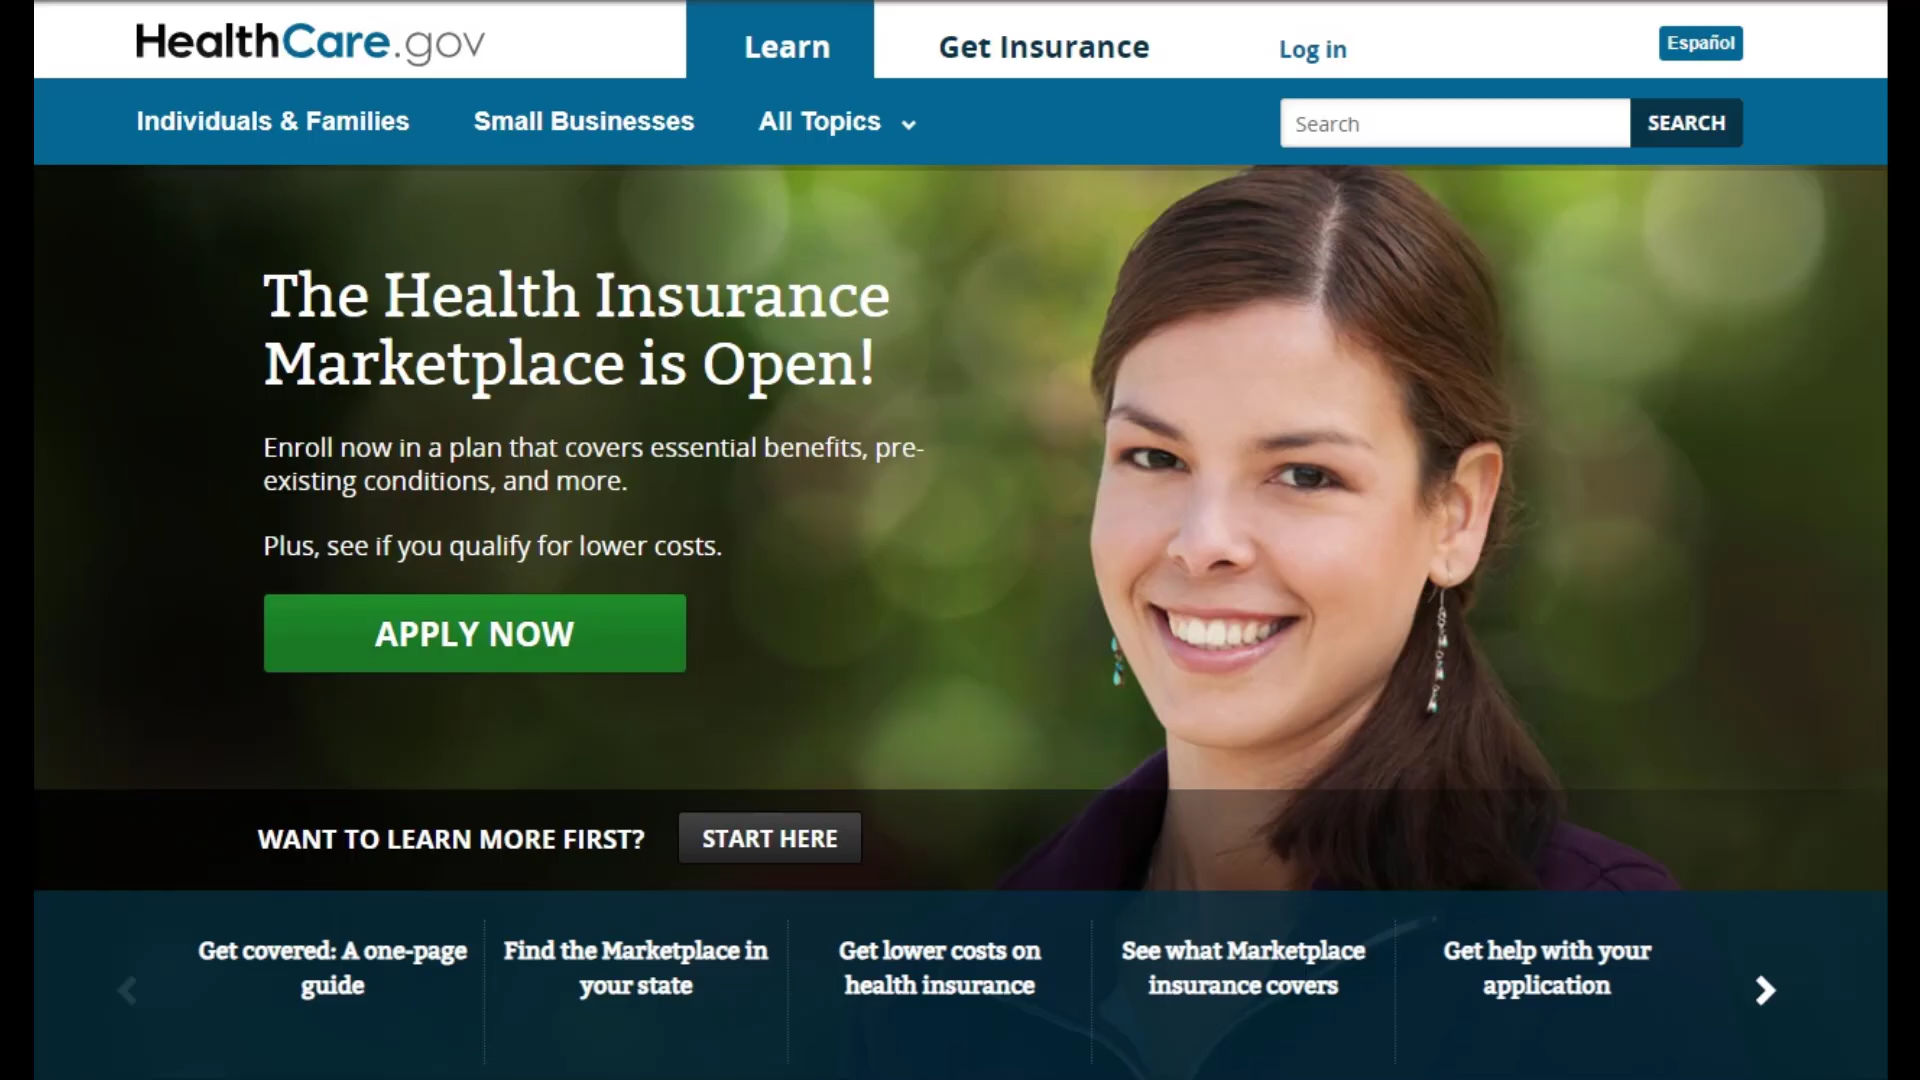 HealthCare.gov
Learn
Get Insurance
Log in
Español
Individuals & Families
Small Businesses
All Topics
Search
SEARCH
The Health Insurance
Marketplace is Open!
Enroll now in a plan that covers essential benefits, pre-
existing conditions, and more.
Plus, see if you qualify for lower costs.
APPLY NOW
WANT TO LEARN MORE FIRST?
START HERE
Get covered: A one-page
guide
Find the Marketplace in
your state
Get lower costs on
health insurance
See what Marketplace
insurance covers
Get help with your
application